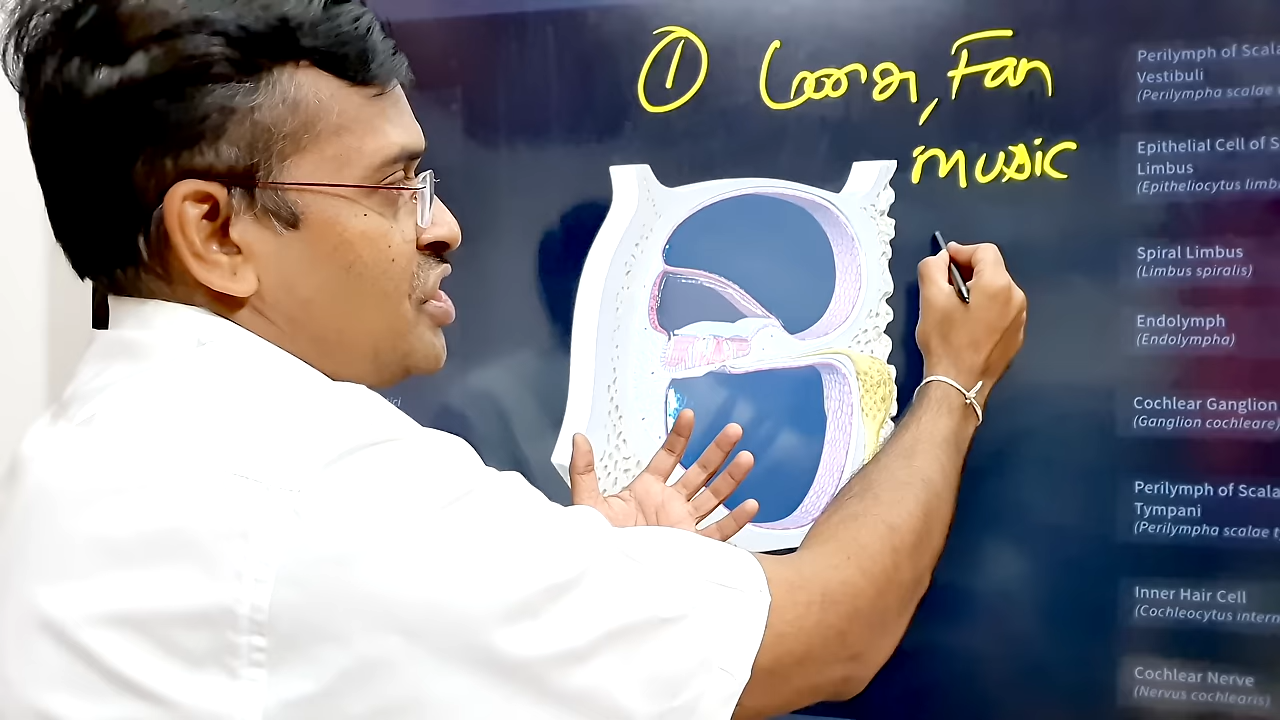 ① Fan
music
Perilymph of Scala
Vestibuli
(Perilympha scalae
Epithelial Cell of S
Limbus
(Epitheliocytus limb
Spiral Limbus
(Limbus spiralis)
Endolymph
(Endolympha)
Cochlear Ganglion
(Ganglion cochleare)
Perilymph of Scala
Tympani
(Perilympha scalae t
Inner Hair Cell
(Cochleocytus intern
Cochlear Nerve
(Nervus cochlearis)